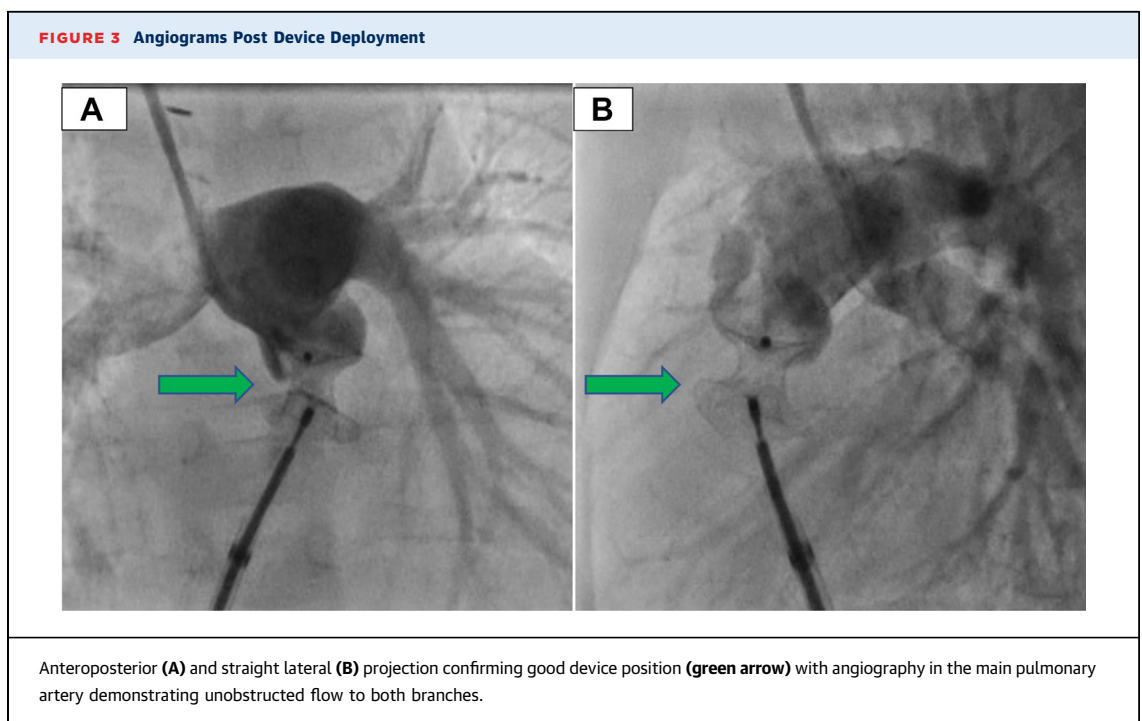 FIGURE 3 Angiograms Post Device Deployment
A
B
Anteroposterior (A) and straight lateral (B) projection confirming good device position (green arrow) with angiography in the main pulmonary
artery demonstrating unobstructed flow to both branches.